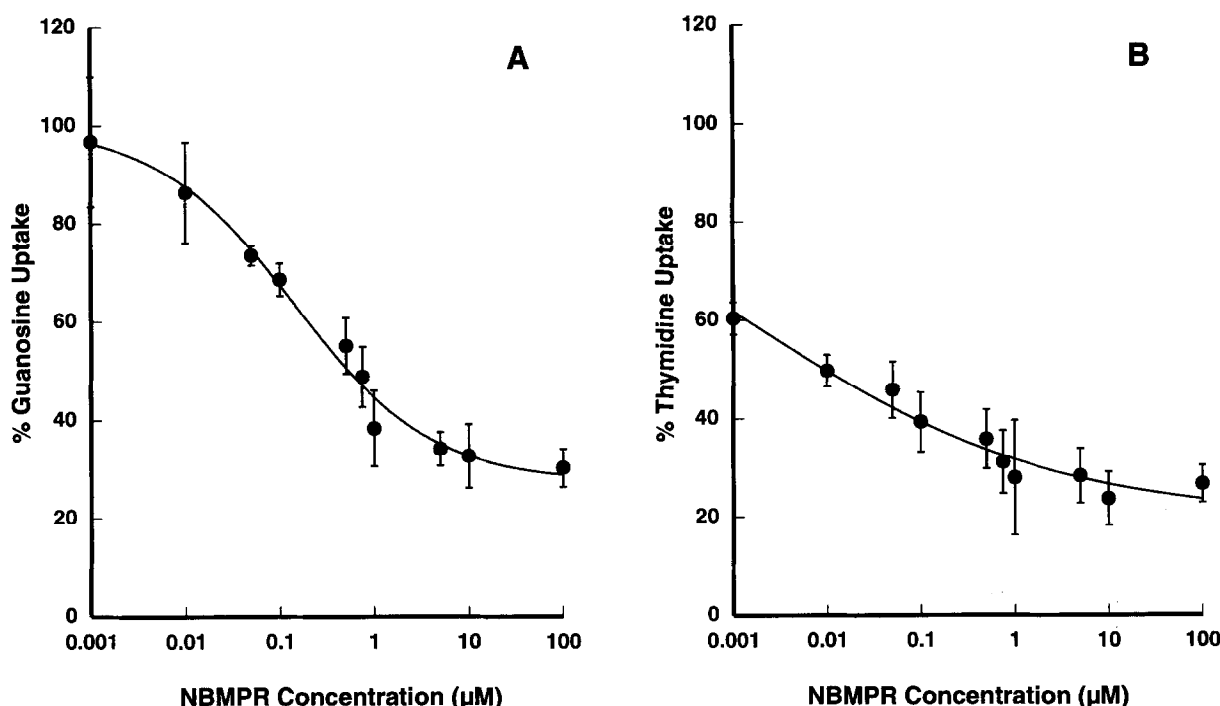 A
120
100
80
60
40
20
0
% Guanosine Uptake
0.001 0.01 0.1 1 10 100
NBMPR Concentration (µM)
B
120
100
80
60
40
20
0
% Thymidine Uptake
0.001 0.01 0.1 1 10 100
NBMPR Concentration (µM)